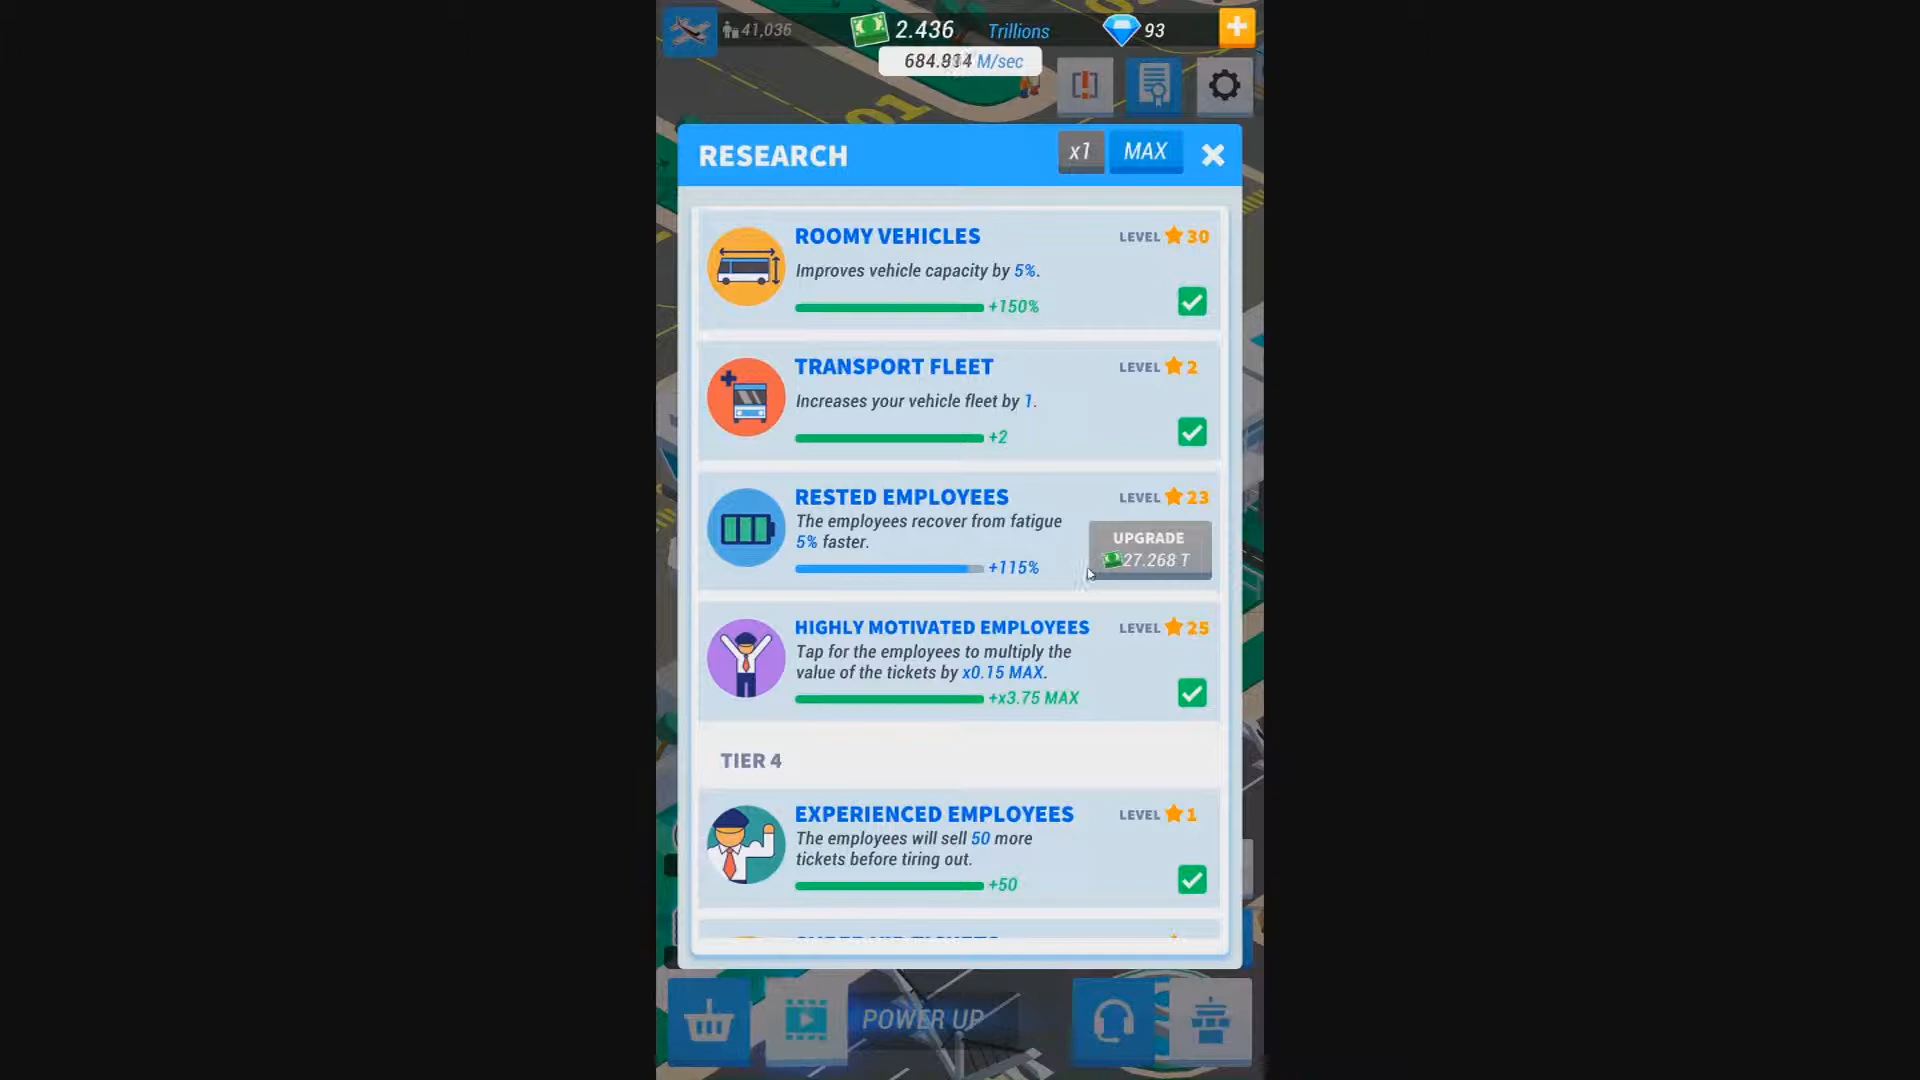 41,036
2.436 Trillions
93
684.814 M/sec
01
RESEARCH
x1
MAX
ROOMY VEHICLES
LEVEL 30
Improves vehicle capacity by 5%.
+150%
TRANSPORT FLEET
LEVEL 2
Increases your vehicle fleet by 1.
+2
RESTED EMPLOYEES
LEVEL 23
The employees recover from fatigue
5% faster.
UPGRADE
27.268 T
+115%
HIGHLY MOTIVATED EMPLOYEES
LEVEL 25
Tap for the employees to multiply the
value of the tickets by x0.15 MAX.
+x3.75 MAX
TIER 4
EXPERIENCED EMPLOYEES
LEVEL 1
The employees will sell 50 more
tickets before tiring out.
+50
POWER UP